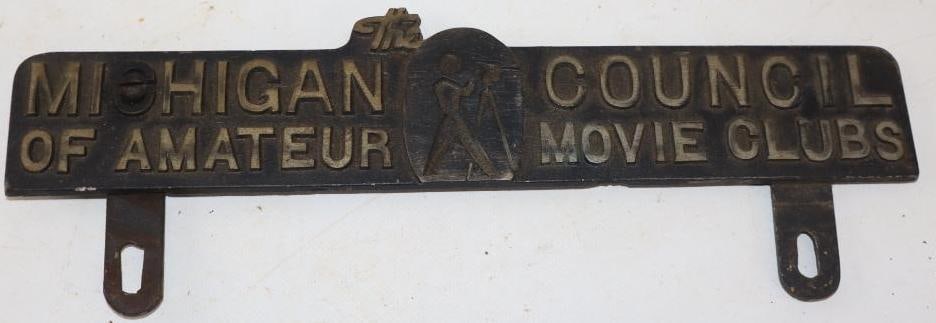 The
MICHIGAN COUNCIL
OF AMATEUR MOVIE CLUBS